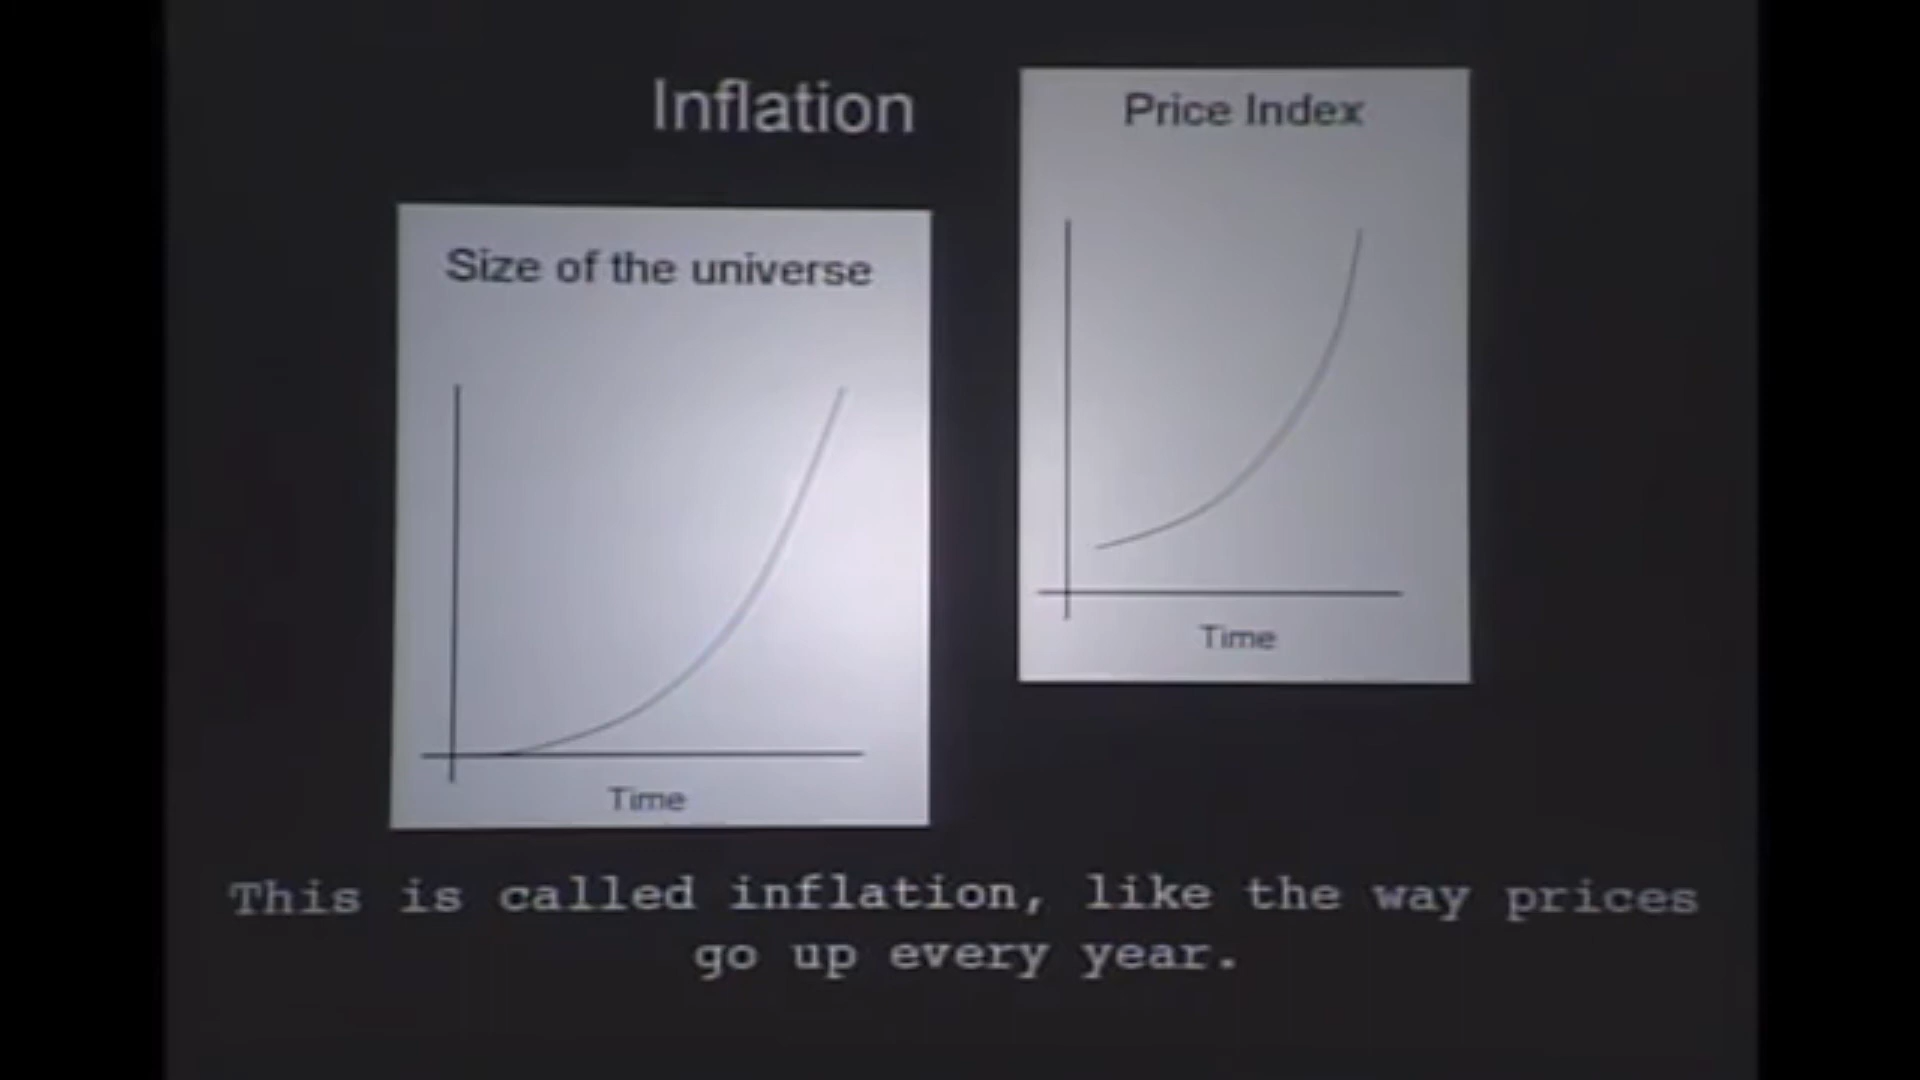 Inflation
Price Index
Size of the universe
Time
Time
This is called inflation, like the way prices
go up every year.